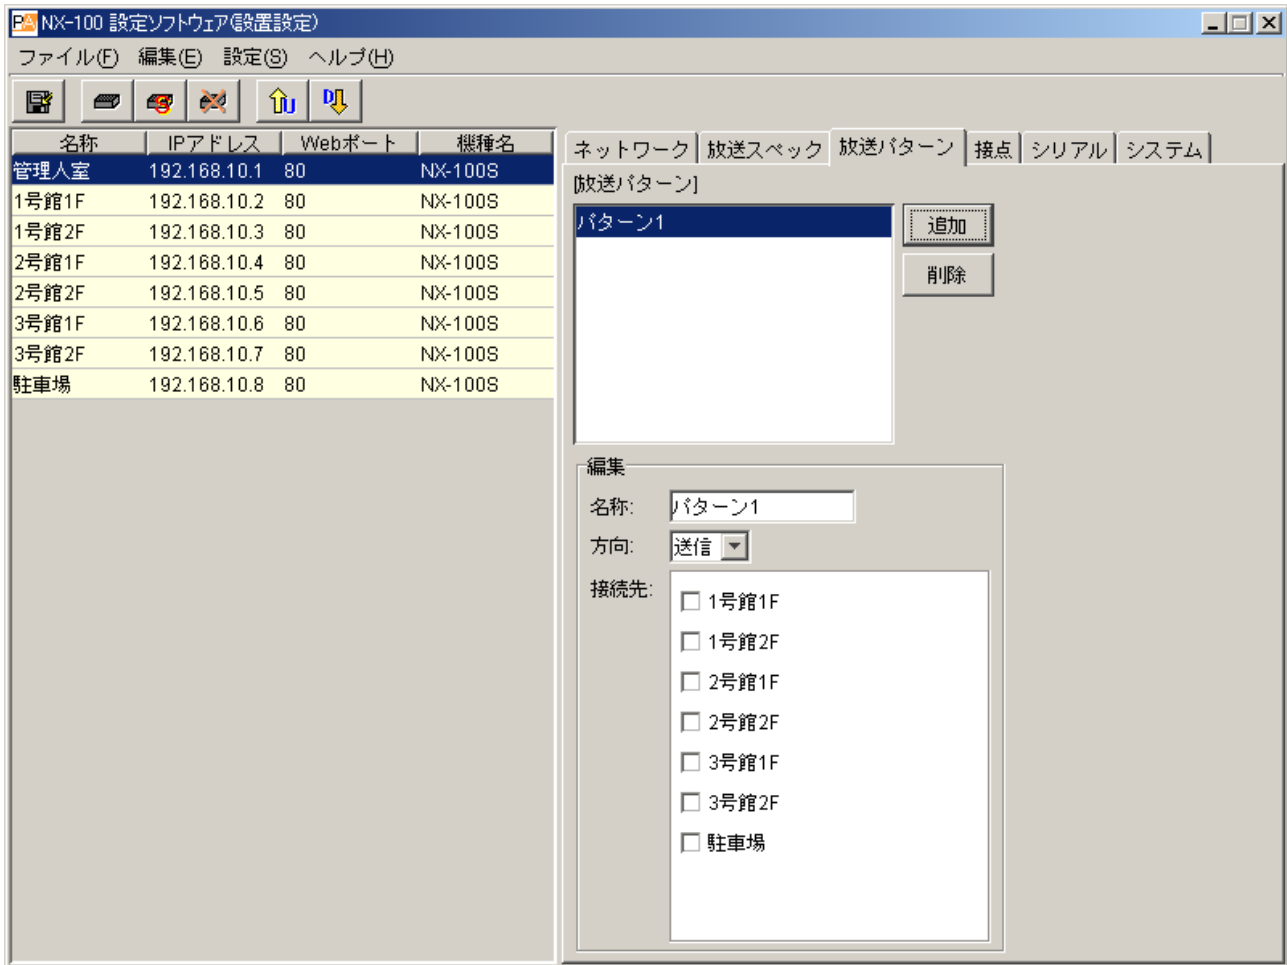 PA NX-100 設定ソフトウェア(設置設定)
ファイル(F) 編集(E) 設定(S) ヘルプ(H)
U D
名称 IPアドレス Webポート 機種名
管理人室 192.168.10.1 80 NX-100S
1号館1F 192.168.10.2 80 NX-100S
1号館2F 192.168.10.3 80 NX-100S
2号館1F 192.168.10.4 80 NX-100S
2号館2F 192.168.10.5 80 NX-100S
3号館1F 192.168.10.6 80 NX-100S
3号館2F 192.168.10.7 80 NX-100S
駐車場 192.168.10.8 80 NX-100S
ネットワーク 放送スペック 放送パターン 接点 シリアル システム
[放送パターン]
パターン1
追加
削除
編集
名称: パターン1
方向: 送信
接続先:
1号館1F
1号館2F
2号館1F
2号館2F
3号館1F
3号館2F
駐車場